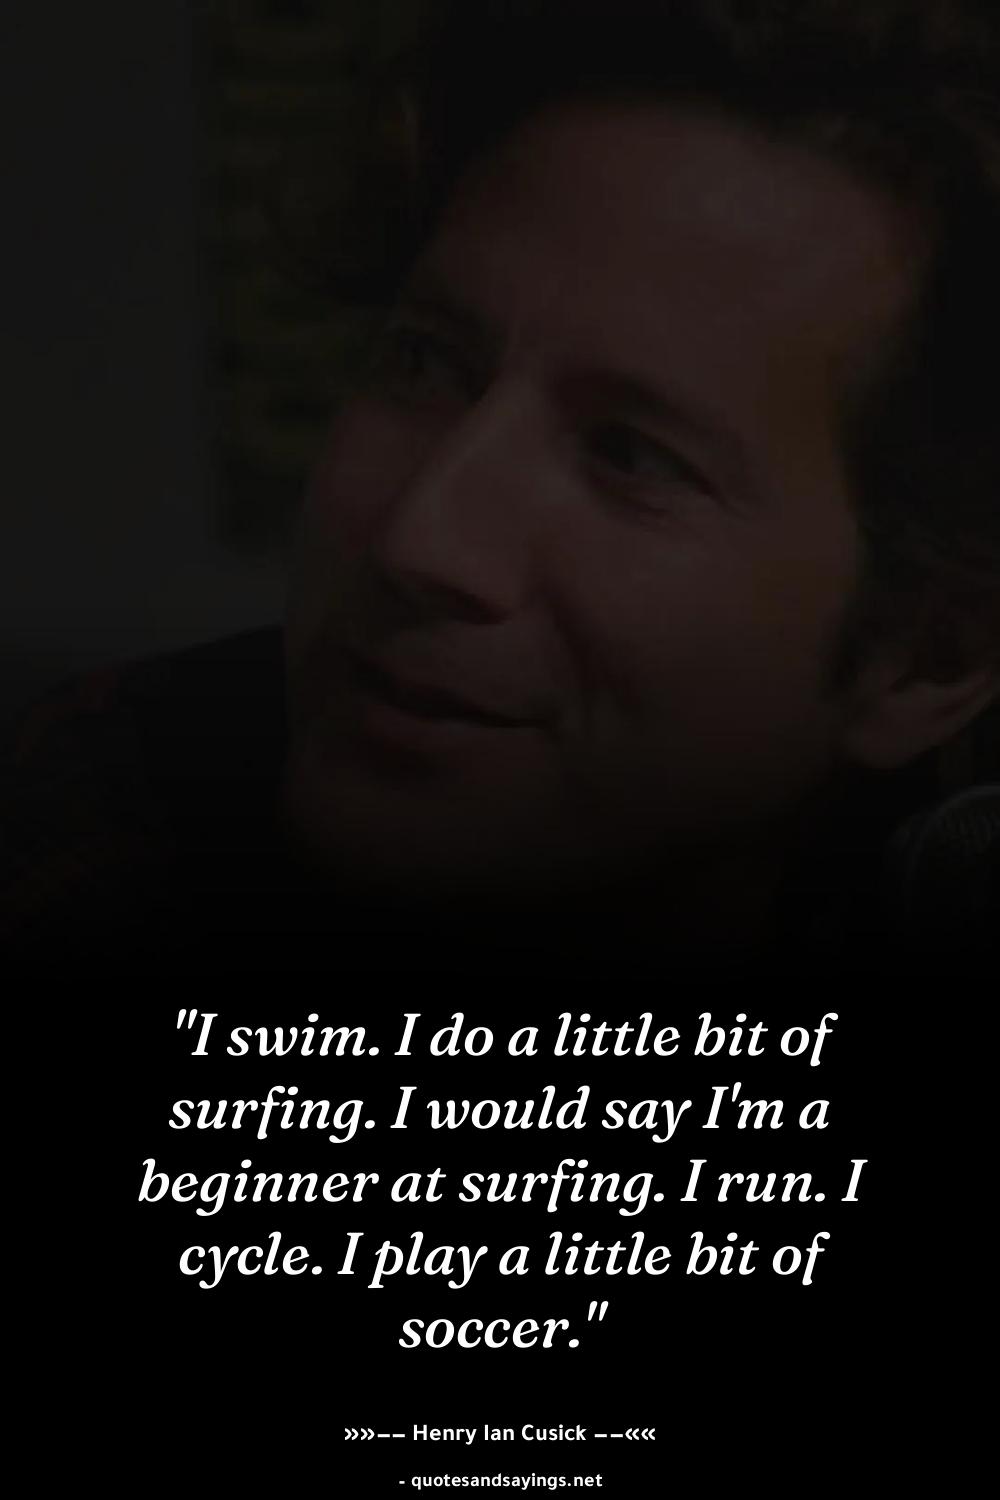 "I swim. I do a little bit of
surfing. I would say I'm a
beginner at surfing. I run. I
cycle. I play a little bit of
soccer."
»»−− Henry Ian Cusick −−««
- quotesandsayings.net